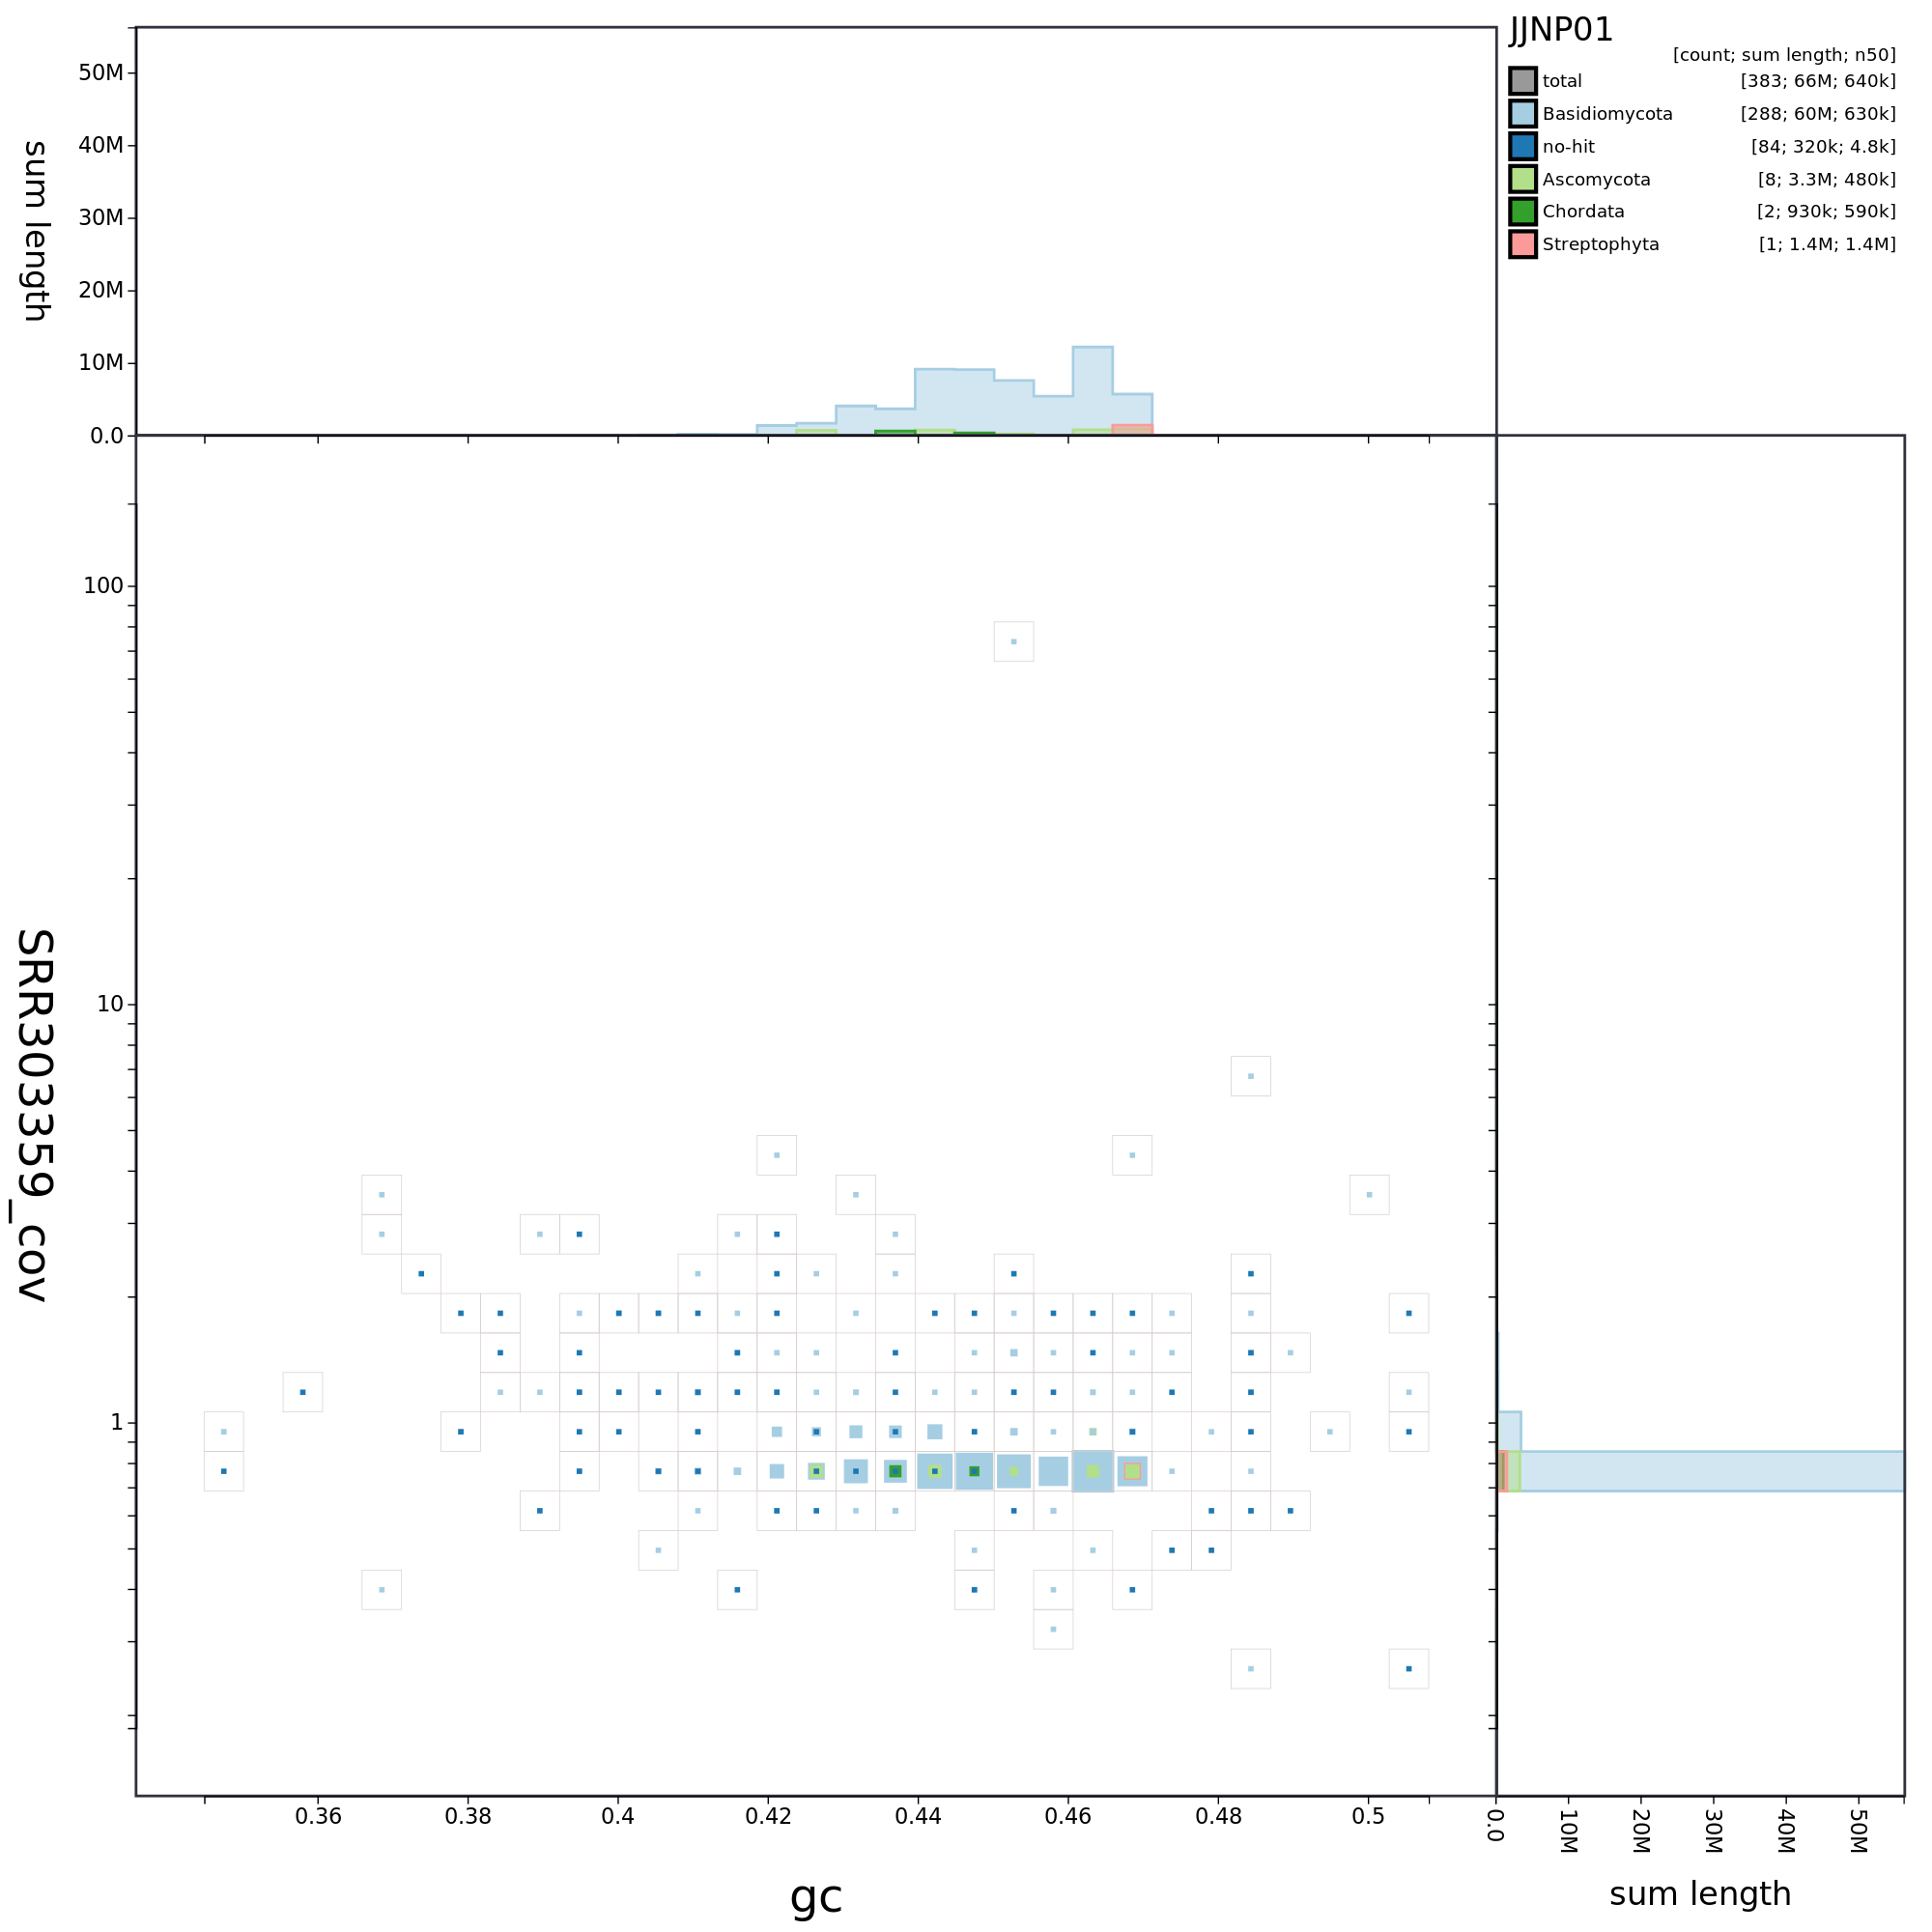 JJNP01
[count; sum length; n50]
total [383; 66M; 640k]
Basidiomycota [288; 60M; 630k]
no-hit [84; 320k; 4.8k]
Ascomycota [8; 3.3M; 480k]
Chordata [2; 930k; 590k]
Streptophyta [1; 1.4M; 1.4M]
sum length
50M
40M
30M
20M
10M
0.0
SRR303359_cov
100
10
1
0.36 0.38 0.4 0.42 0.44 0.46 0.48 0.5
gc
0.0 10M 20M 30M 40M 50M
sum length